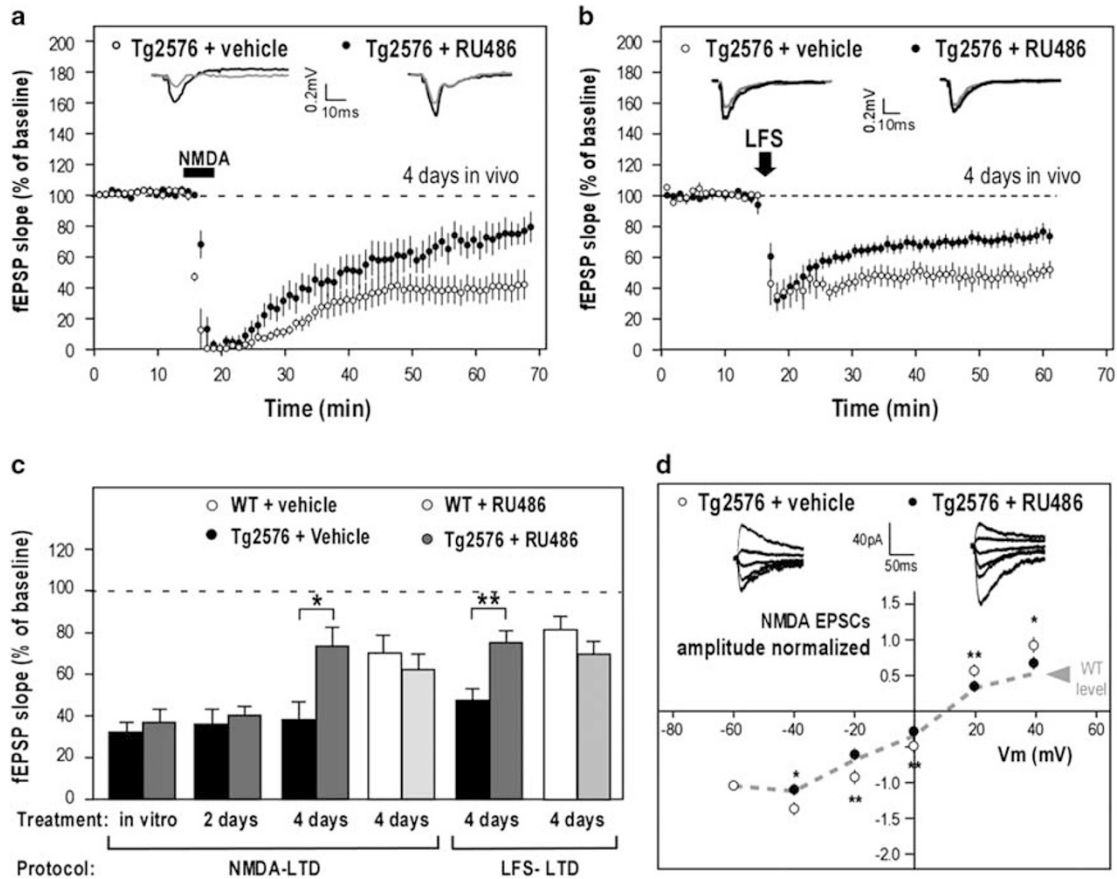 a
200
180
160
140
120
100
80
60
40
20
0
fEPSP slope (% of baseline)
Tg2576 + vehicle
Tg2576 + RU486
0.2mV
10ms
NMDA
4 days in vivo
0 10 20 30 40 50 60 70
Time (min)
b
200
180
160
140
120
100
80
60
40
20
0
fEPSP slope (% of baseline)
Tg2576 + vehicle
Tg2576 + RU486
0.2mV
10ms
LFS
4 days in vivo
0 10 20 30 40 50 60 70
Time (min)
c
fEPSP slope (% of baseline)
120
100
80
60
40
20
0
WT + vehicle
WT + RU486
Tg2576 + Vehicle
Tg2576 + RU486
*
**
Treatment: in vitro 2 days 4 days 4 days 4 days 4 days
Protocol: NMDA-LTD LFS- LTD
d
Tg2576 + vehicle
Tg2576 + RU486
40pA
50ms
NMDA EPSCs
amplitude normalized
1.5
1.0
0.5
-1.0
-1.5
-2.0
**
*
WT
level
-80 -60 -40 -20 0 20 40 60
Vm (mV)
*
**
**